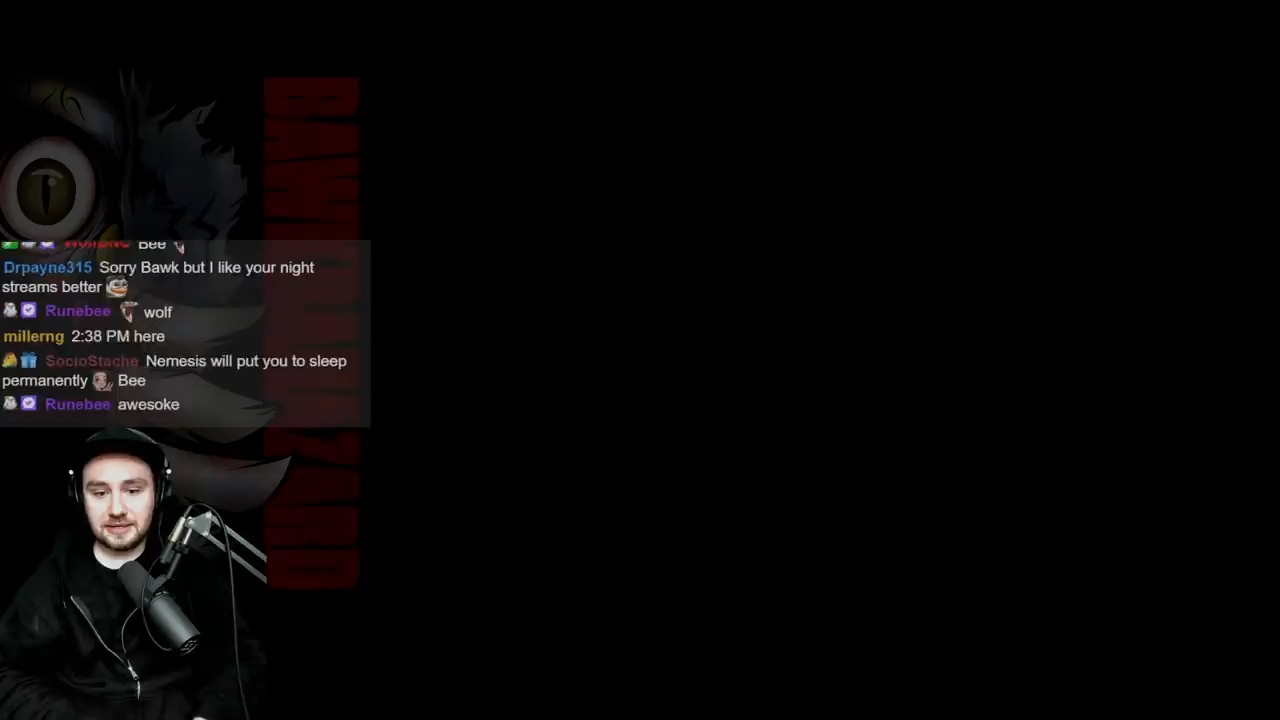 WolfDNC Bee
Drpayne315 Sorry Bawk but I like your night
streams better
Runebee wolf
millerng 2:38 PM here
SocioStache Nemesis will put you to sleep
permanently Bee
Runebee awesoke